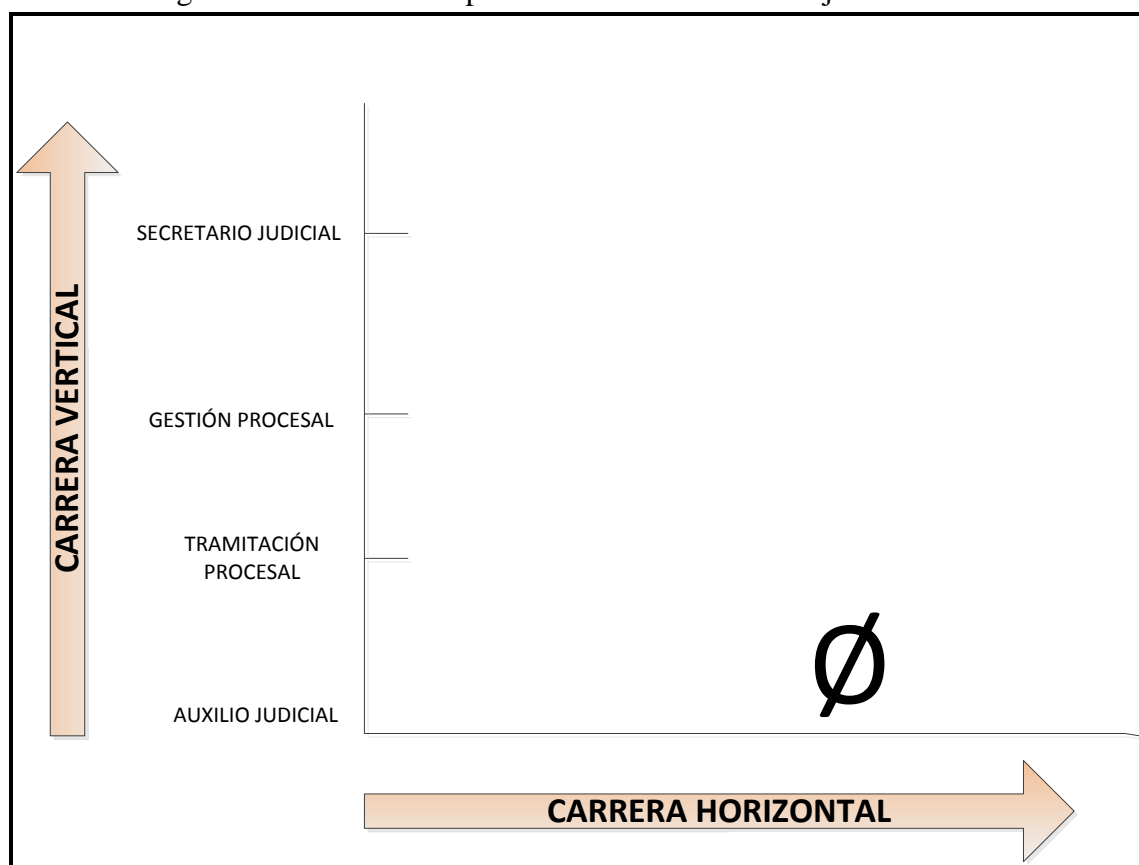 SECRETARIO JUDICIAL
GESTIÓN PROCESAL
TRAMITACIÓN
PROCESAL
AUXILIO JUDICIAL
CARRERA VERTICAL
Ø
CARRERA HORIZONTAL